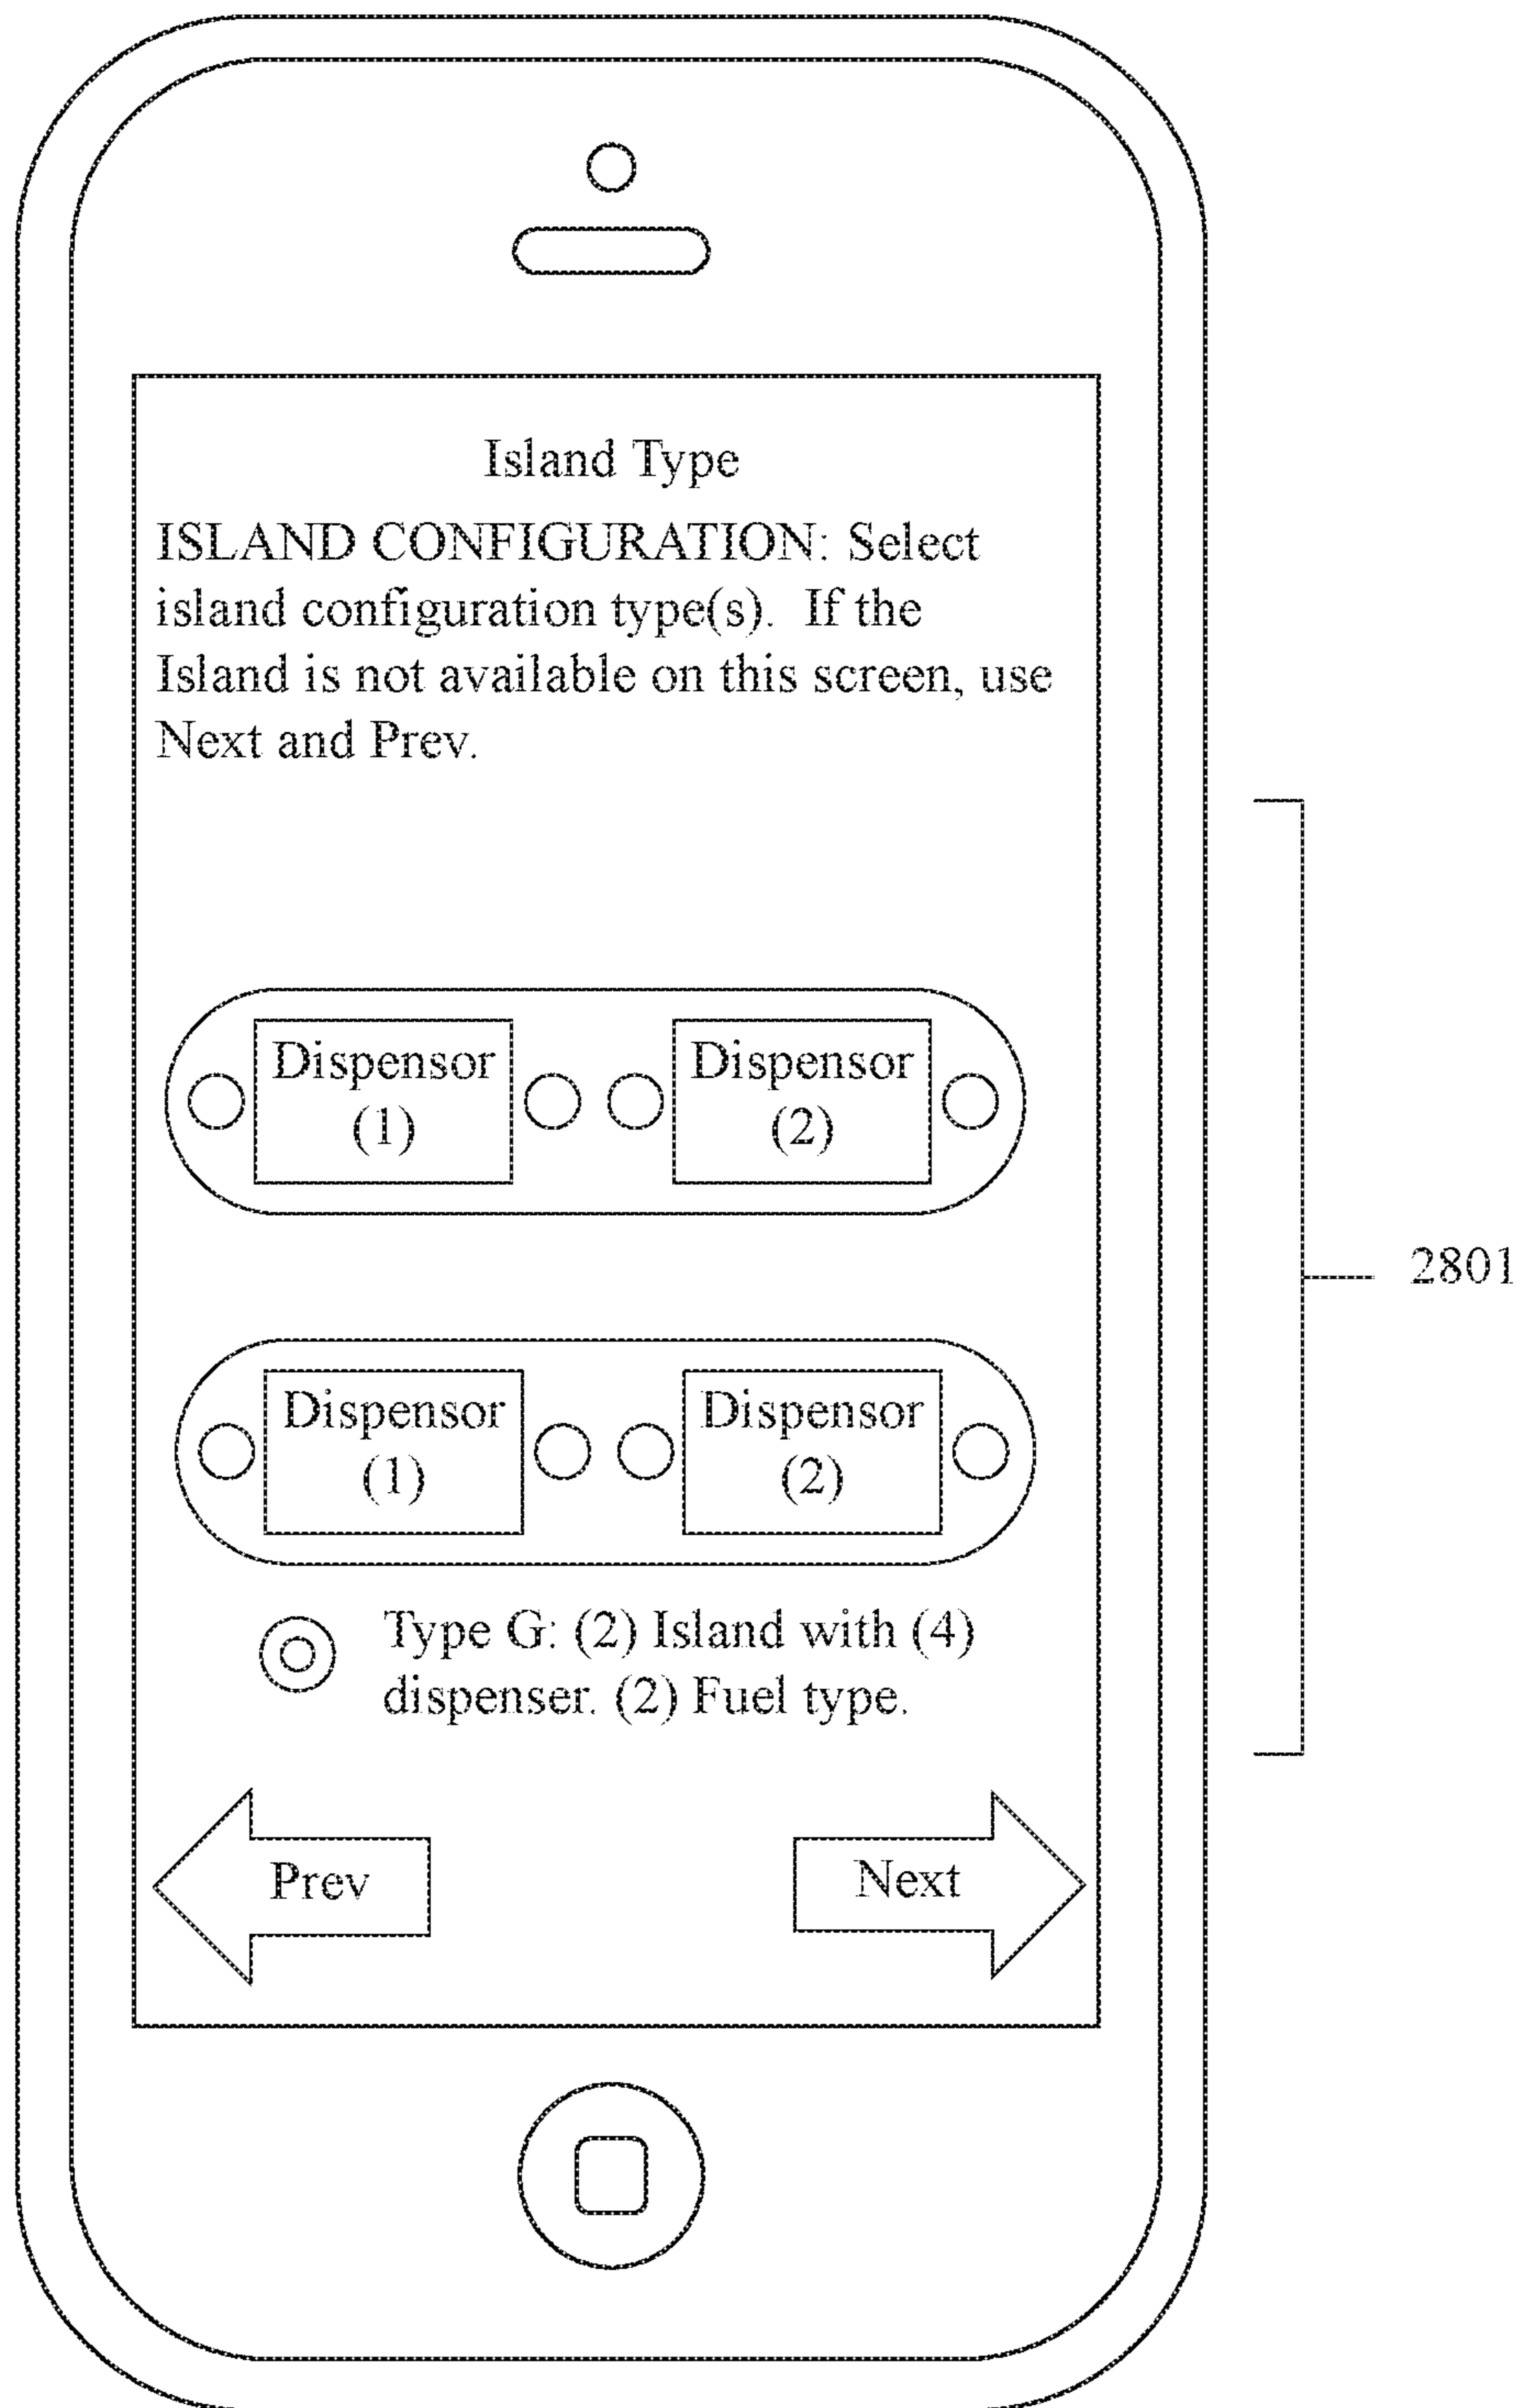 Island Type
ISLAND CONFIGURATION: Select
island configuration type(s).  If the
Island is not available on this screen, use
Next and Prev.
Dispensor
(1)
Dispensor
(2)
2801
Dispensor
(1)
Dispensor
(2)
Type G: (2) Island with (4)
dispenser. (2) Fuel type.
Prev
Next